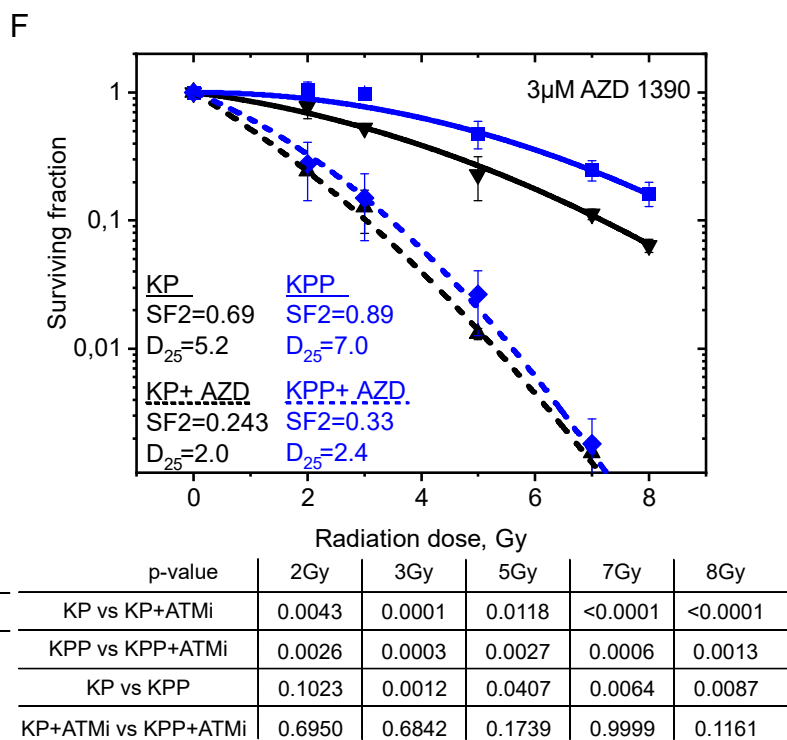 F
3µM AZD 1390
Surviving fraction
1
0,1
0,01
KP KPP
SF2=0.69 SF2=0.89
D25=5.2 D25=7.0
KP+ AZD KPP+ AZD
SF2=0.243 SF2=0.33
D25=2.0 D25=2.4
0 2 4 6 8
Radiation dose, Gy
p-value 2Gy 3Gy 5Gy 7Gy 8Gy
KP vs KP+ATMi 0.0043 0.0001 0.0118 <0.0001 <0.0001
KPP vs KPP+ATMi 0.0026 0.0003 0.0027 0.0006 0.0013
KP vs KPP 0.1023 0.0012 0.0407 0.0064 0.0087
KP+ATMi vs KPP+ATMi 0.6950 0.6842 0.1739 0.9999 0.1161